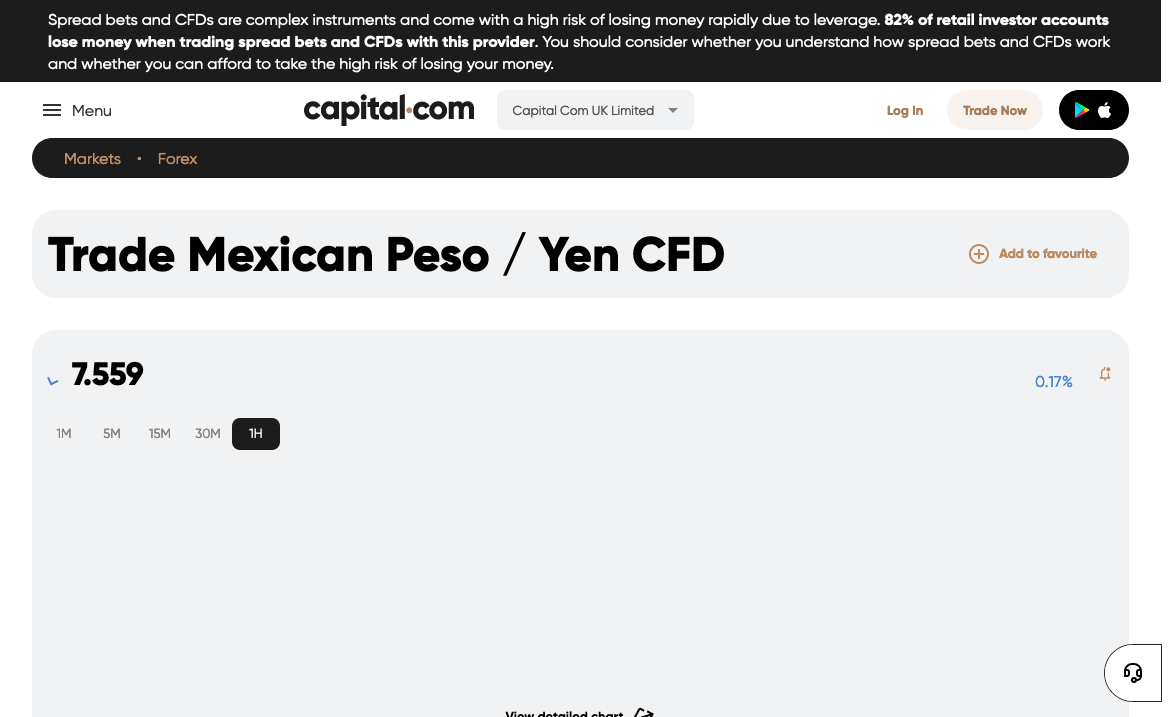 Spread bets and CFDs are complex instruments and come with a high risk of losing money rapidly due to leverage. 82% of retail investor accounts
lose money when trading spread bets and CFDs with this provider. You should consider whether you understand how spread bets and CFDs work
and whether you can afford to take the high risk of losing your money.
Menu
capital.com
Capital Com UK Limited
Log In
Trade Now
Markets • Forex
Trade Mexican Peso / Yen CFD
Add to favourite
7.559
0.17%
1M 5M 15M 30M 1H
View detailed chart